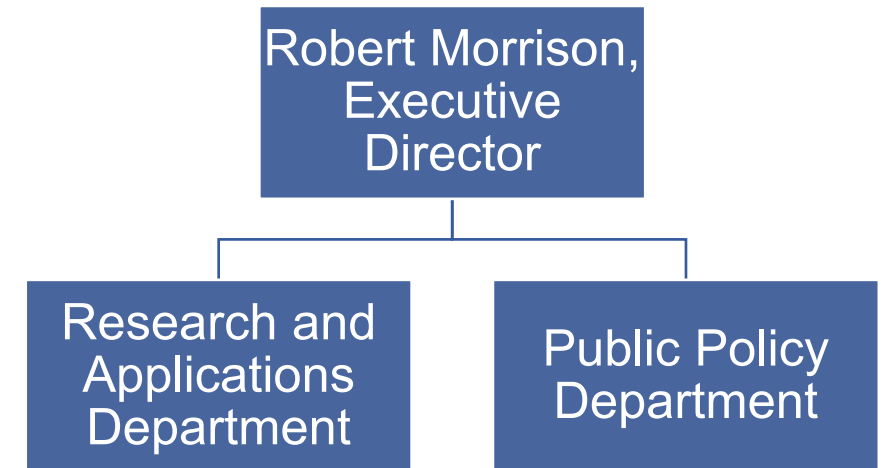 Robert Morrison,
Executive
Director
Research and
Applications
Department
Public Policy
Department